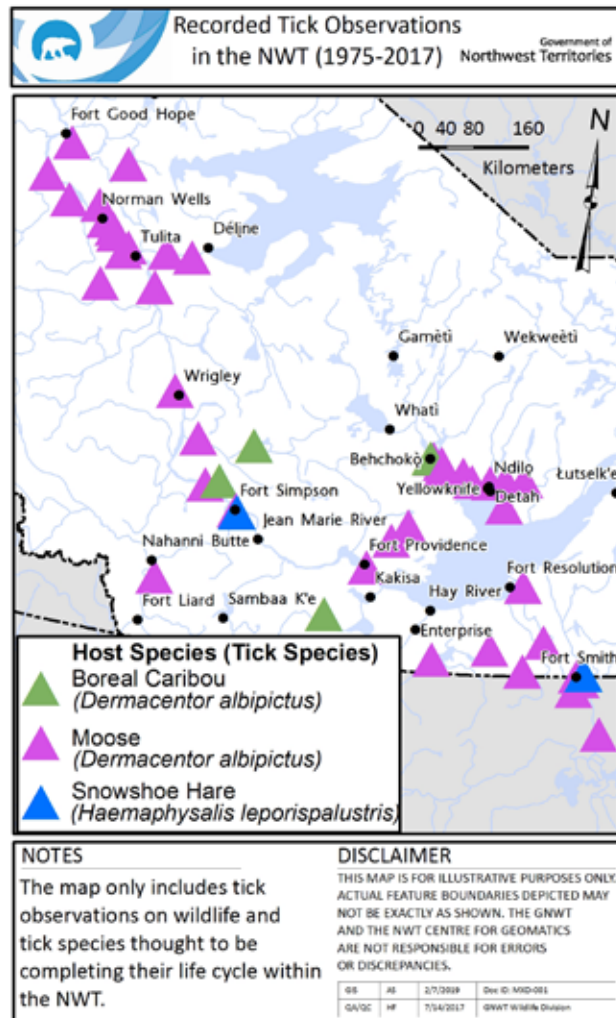 Recorded Tick Observations
in the NWT (1975-2017)
Government of
Northwest Territories
Fort Good Hope
0 40 80 160
Kilometers
N
Norman Wells
Tulita
Délįne
Gamètì
Wekweètì
Wrigley
Whatì
Behchokǫ̀
Ndilǫ
Łutselk'e
Yellowknife
Detah
Fort Simpson
Jean Marie River
Nahanni Butte
Fort Providence
Fort Resolution
Kakisa
Hay River
Fort Liard
Sambaa K'e
Enterprise
Fort Smith
Host Species (Tick Species)
Boreal Caribou
(Dermacentor albipictus)
Moose
(Dermacentor albipictus)
Snowshoe Hare
(Haemaphysalis leporispalustris)
NOTES
The map only includes tick
observations on wildlife and
tick species thought to be
completing their life cycle within
the NWT.
DISCLAIMER
THIS MAP IS FOR ILLUSTRATIVE PURPOSES ONLY.
ACTUAL FEATURE BOUNDARIES DEPICTED MAY
NOT BE EXACTLY AS SHOWN. THE GNWT
AND THE NWT CENTRE FOR GEOMATICS
ARE NOT RESPONSIBLE FOR ERRORS
OR DISCREPANCIES.
GIS AS 2/7/2019 Doc ID: MXD-001
QA/QC HF 7/14/2017 GNWT Wildlife Division